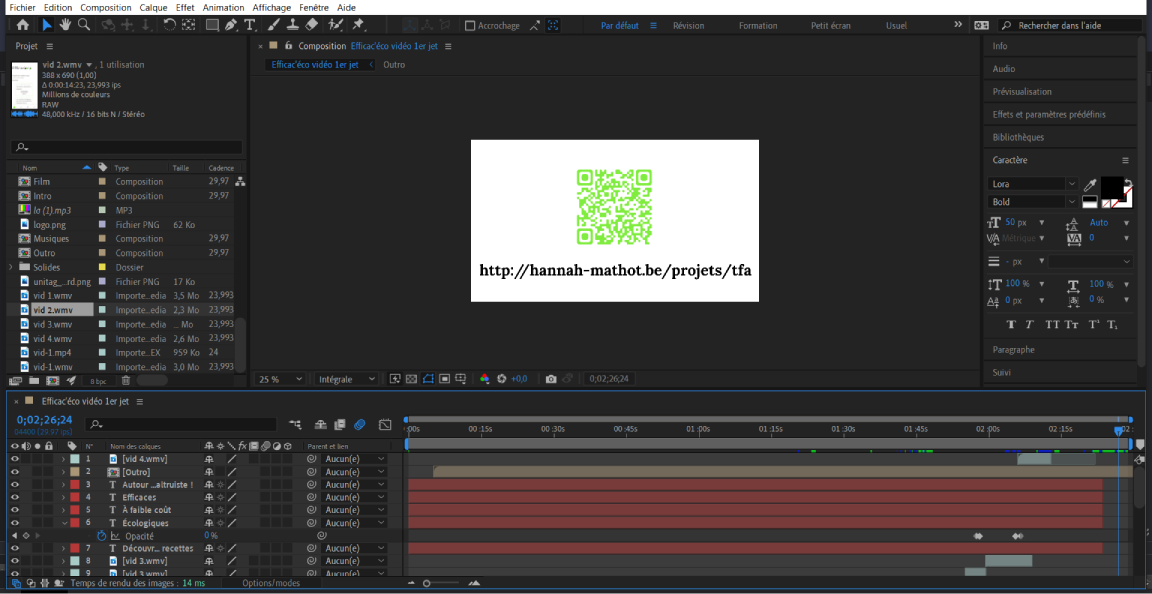 Fichier Edition Composition Calque Effet Animation Affichage Fenêtre Aide
Accrochage
Par défaut
Révision
Formation
Petit écran
Usuel
Rechercher dans l'aide
Projet
vid 2.wmv , 1 utilisation
388 x 690 (1,00)
Δ 0:00:14:23, 23,993 ips
Millions de couleurs
RAW
48,000 kHz / 16 bits N / Stéréo
Nom Type Taille Cadence
Film Composition 29,97
Intro Composition 29,97
la (1).mp3 MP3
logo.png Fichier PNG 62 Ko
Musiques Composition 29,97
Outro Composition 29,97
Solides Dossier
unitag_...rd.png Fichier PNG 17 Ko
vid 1.wmv Importe...edia 3,5 Mo 23,993
vid 2.wmv Importe...edia 2,3 Mo 23,993
vid 3.wmv Importe...edia ... Mo 23,993
vid 4.wmv Importe...edia 2,6 Mo 23,993
vid-1.mp4 Importe...EX 959 Ko 24
vid-1.wmv Importe...edia 3,0 Mo 23,993
8 bpc
Composition Efficac'éco vidéo 1er jet
Efficac'éco vidéo 1er jet Outro
http://hannah-mathot.be/projets/tfa
25 % Intégrale +0,0 0;02;26;24
Info
Audio
Prévisualisation
Effets et paramètres prédéfinis
Bibliothèques
Caractère
Lora
Bold
50 px Auto
Métrique 0
- px
100 % 100 %
0 px 0 %
T T TT Tr T' T,
Paragraphe
Suivi
Efficac'éco vidéo 1er jet
0;02;26;24
04400 (29,97 ips)
:00s 00:15s 00:30s 00:45s 01:00s 01:15s 01:30s 01:45s 02:00s 02:15s 02:
N° Nom des calques Parent et lien
1 [vid 4.wmv] Aucun(e)
2 [Outro] Aucun(e)
3 T Autour ...altruiste ! Aucun(e)
4 T Efficaces Aucun(e)
5 T À faible coût Aucun(e)
6 T Écologiques Aucun(e)
Opacité 0 %
7 T Découvr... recettes Aucun(e)
8 [vid 3.wmv] Aucun(e)
9 [vid 3.wmv] Aucun(e)
Temps de rendu des images : 14 ms Options/modes